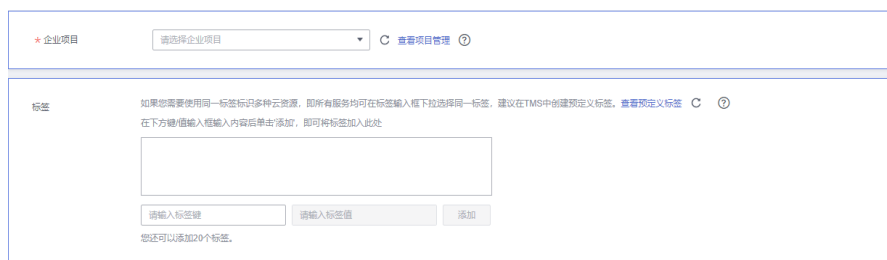 * 企业项目 请选择企业项目 查看项目管理 ?
标签 如果您需要使用同一标签标识多种云资源，即所有服务均可在标签输入框下拉选择同一标签，建议在TMS中创建预定义标签。查看预定义标签 ?
在下方键/值输入框输入内容后单击'添加'，即可将标签加入此处
请输入标签键 请输入标签值 添加
您还可以添加20个标签。